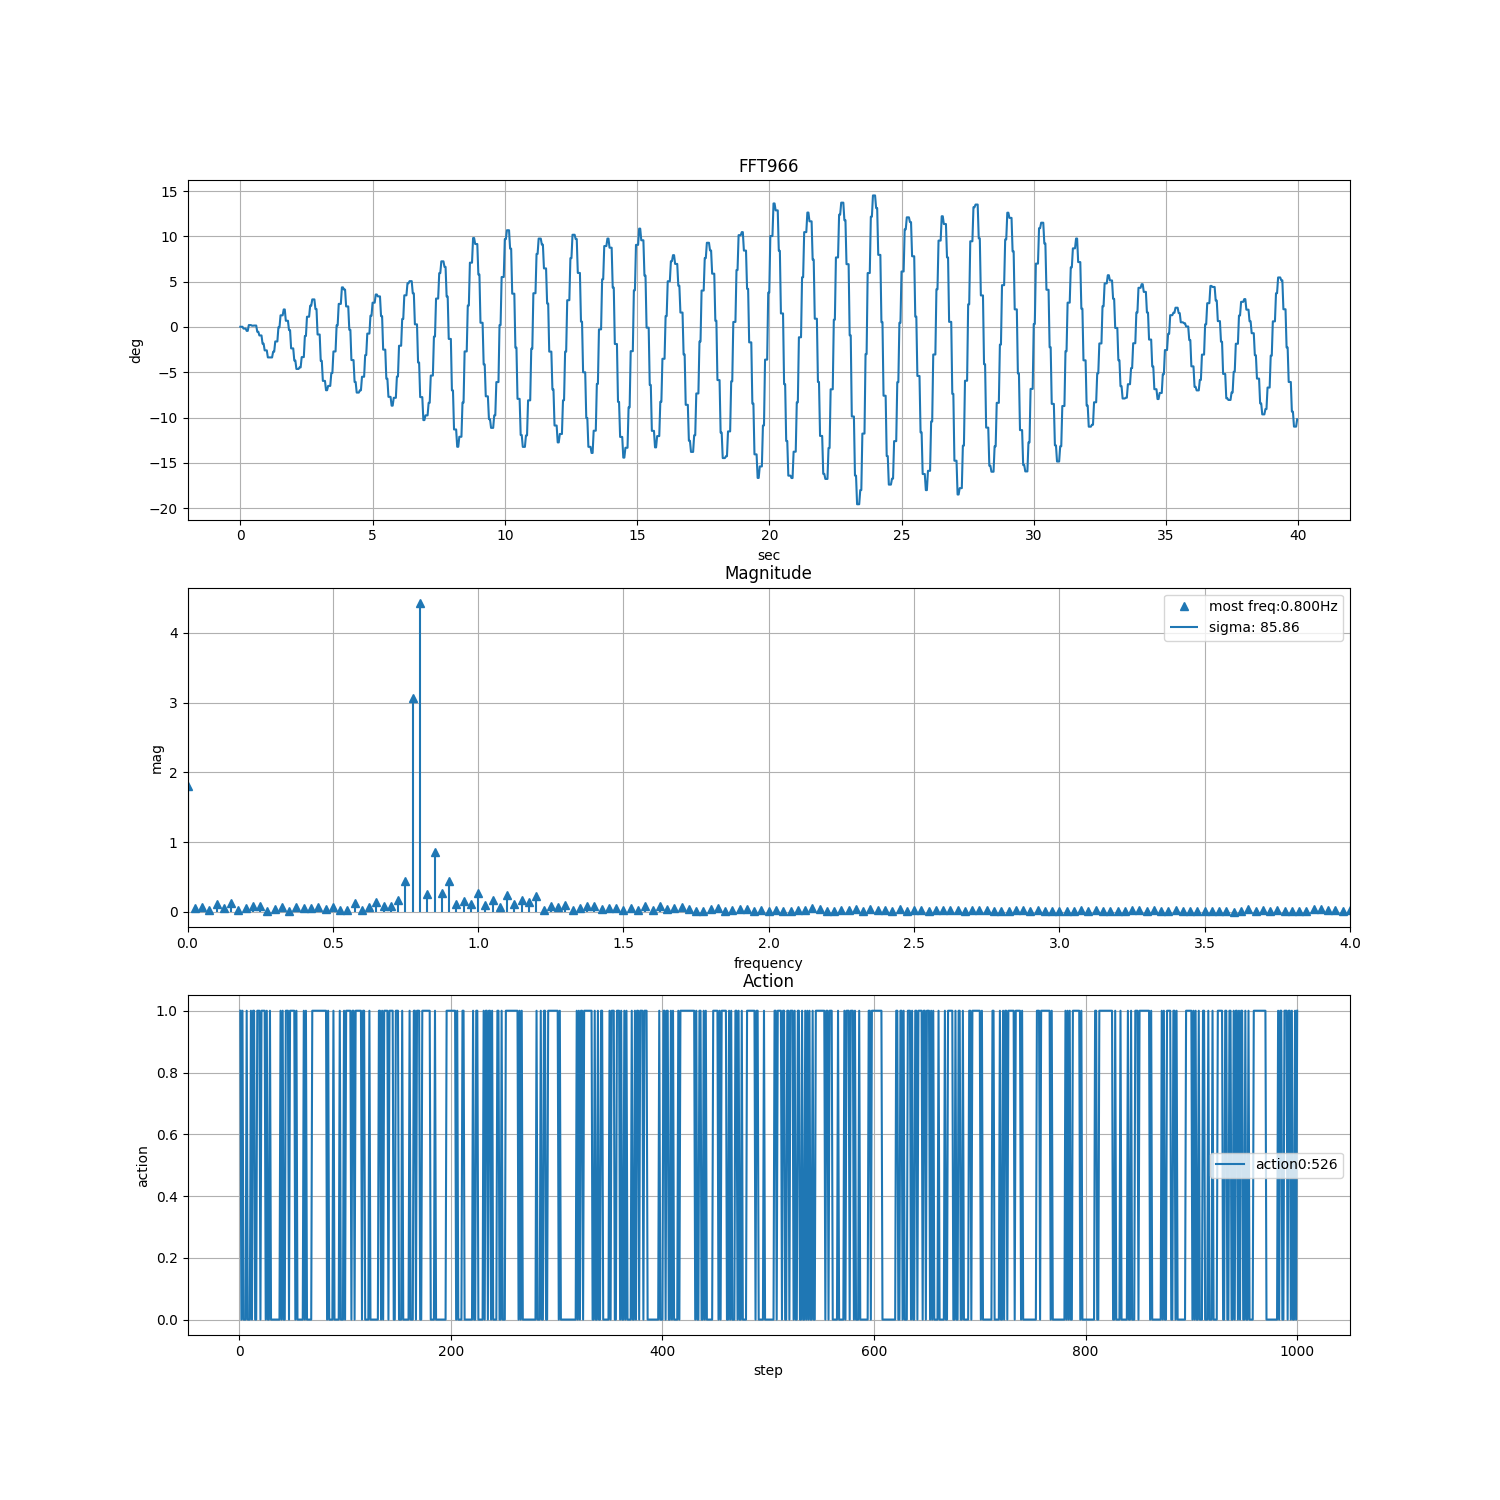 FFT966
15
10
5
0
−5
−10
−15
−20
deg
0 5 10 15 20 25 30 35 40
sec
Magnitude
most freq:0.800Hz
sigma: 85.86
4
3
2
1
0
mag
0.0 0.5 1.0 1.5 2.0 2.5 3.0 3.5 4.0
frequency
Action
1.0
0.8
0.6
0.4
0.2
0.0
action
action0:526
0 200 400 600 800 1000
step